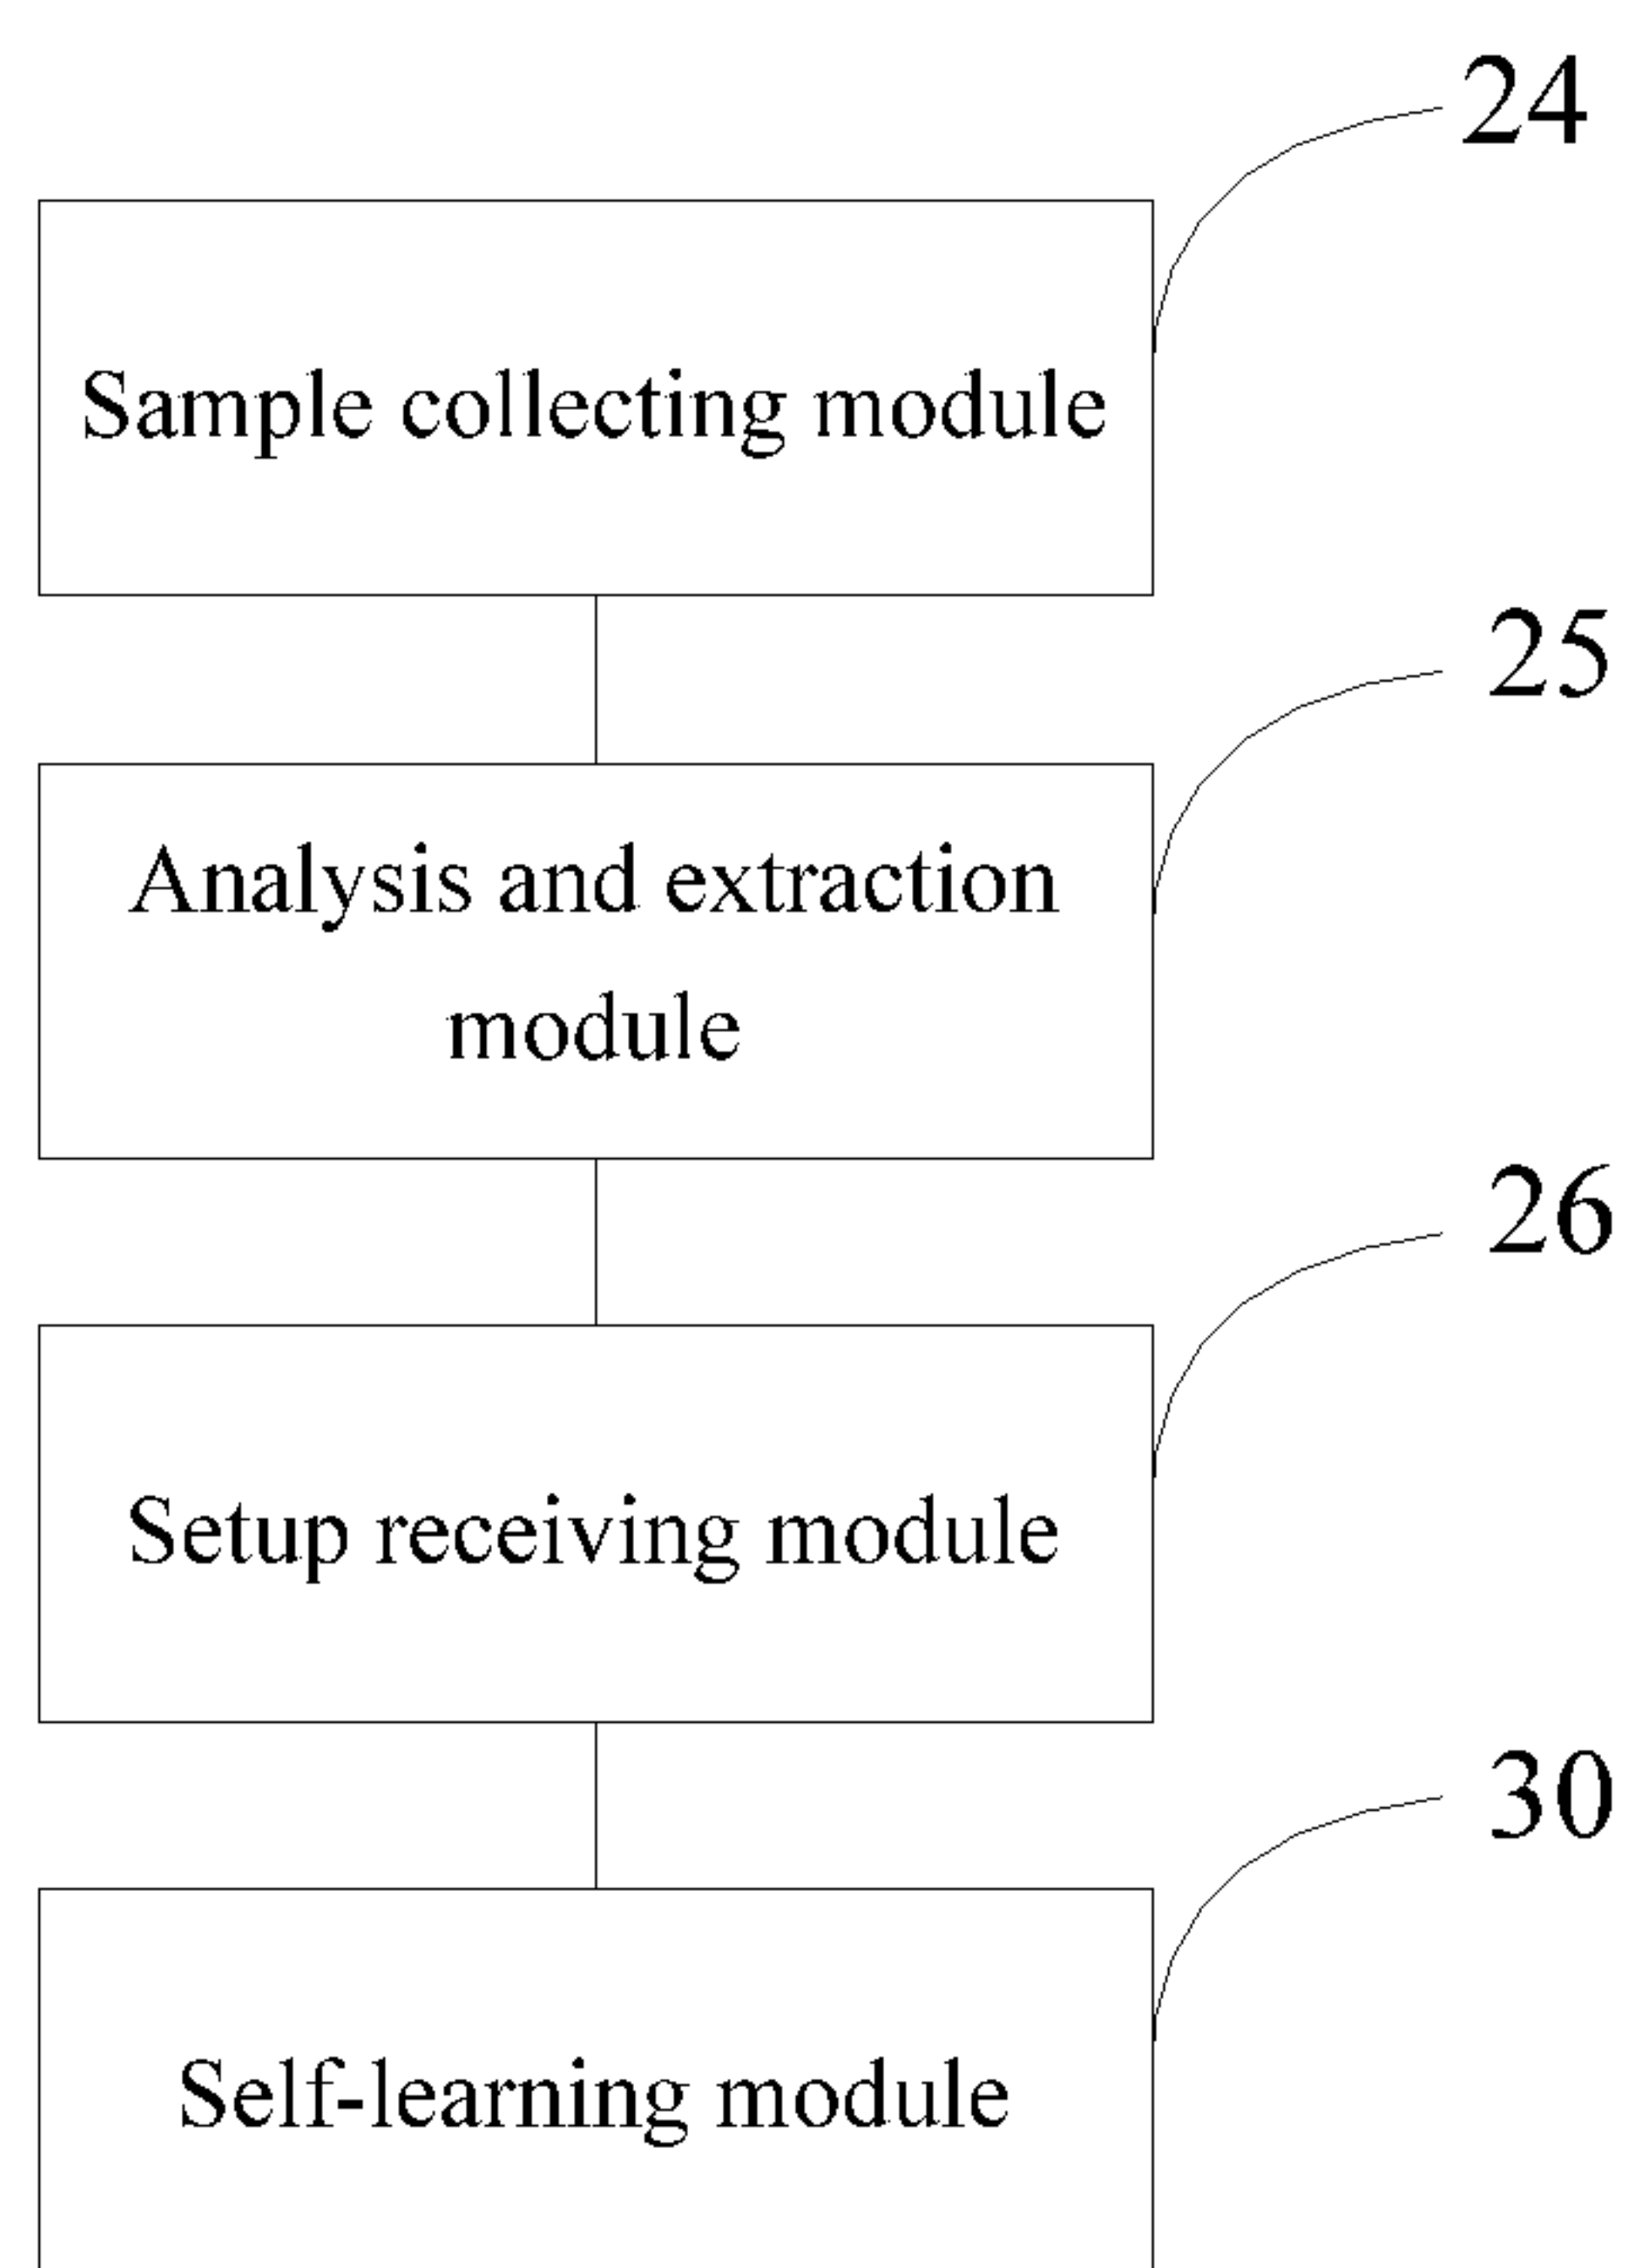 24
Sample collecting module
25
Analysis and extraction
module
26
Setup receiving module
30
Self-learning module